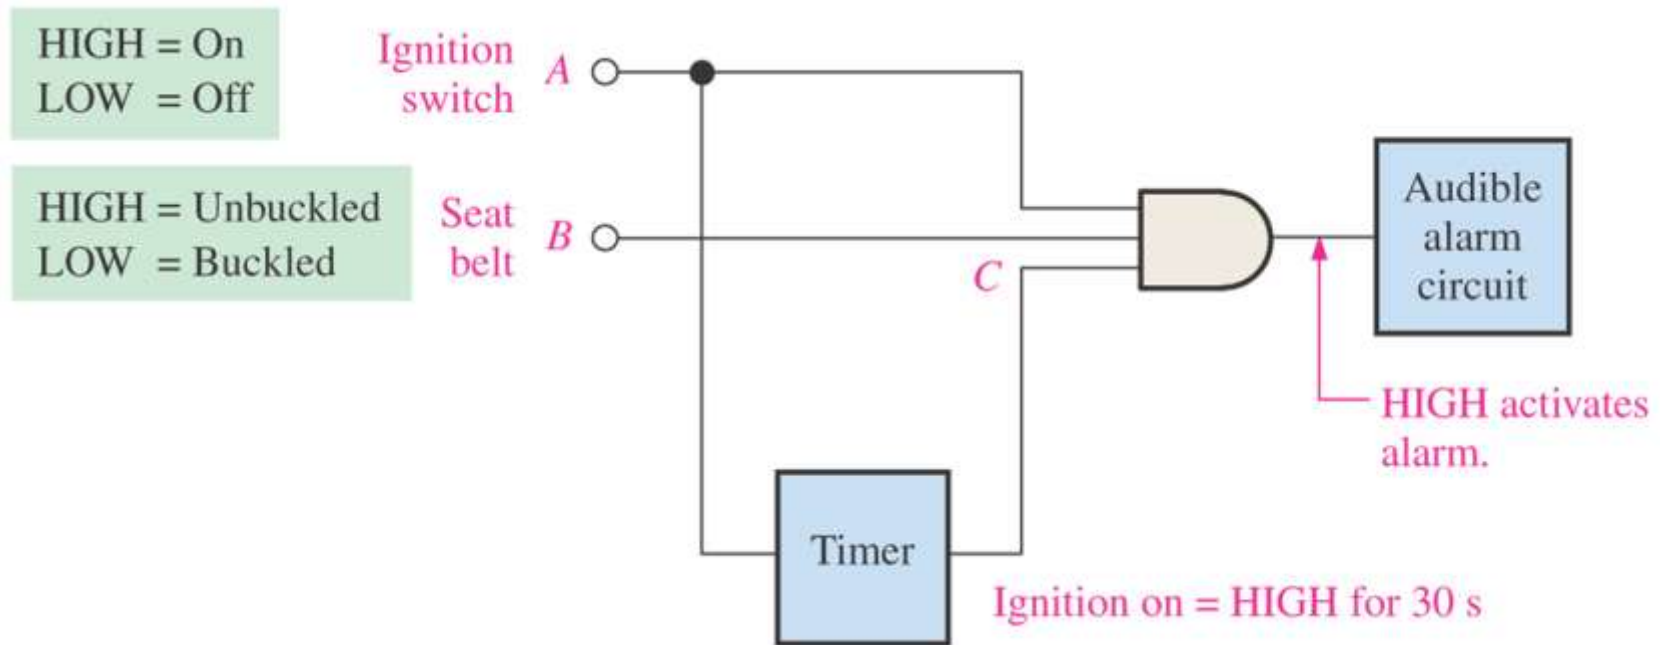 HIGH = On
LOW = Off
Ignition
switch
A
HIGH = Unbuckled
LOW = Buckled
Seat
belt
B
C
Audible
alarm
circuit
HIGH activates
alarm.
Timer
Ignition on = HIGH for 30 s